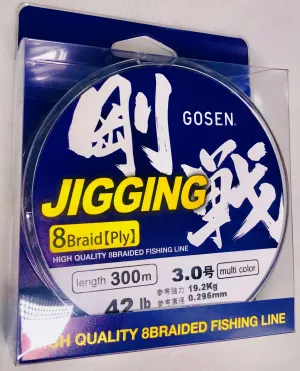 剛戦
GOSEN
JIGGING
8Braid【Ply】
HIGH QUALITY 8BRAIDED FISHING LINE
length 300m
3.0号 multi color
参考強力 19.2Kg
参考直径 0.296mm
42 lb
HIGH QUALITY 8BRAIDED FISHING LINE